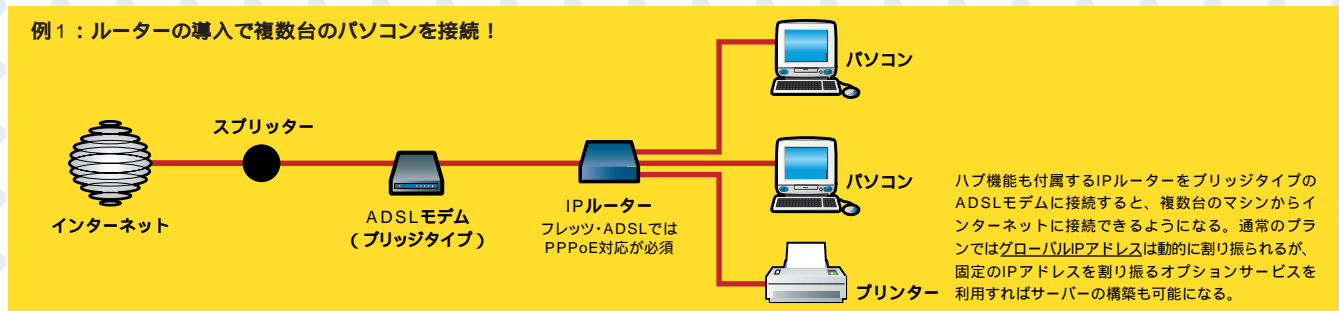 例1：ルーターの導入で複数台のパソコンを接続！
パソコン
スプリッター
インターネット
ADSLモデム
（ブリッジタイプ）
IPルーター
フレッツ・ADSLでは
PPPoE対応が必須
パソコン
プリンター
ハブ機能も付属するIPルーターをブリッジタイプの
ADSLモデムに接続すると、複数台のマシンからイ
ンターネットに接続できるようになる。通常のプラ
ンではグローバルIPアドレスは動的に割り振られるが、
固定のIPアドレスを割り振るオプションサービスを
利用すればサーバーの構築も可能になる。